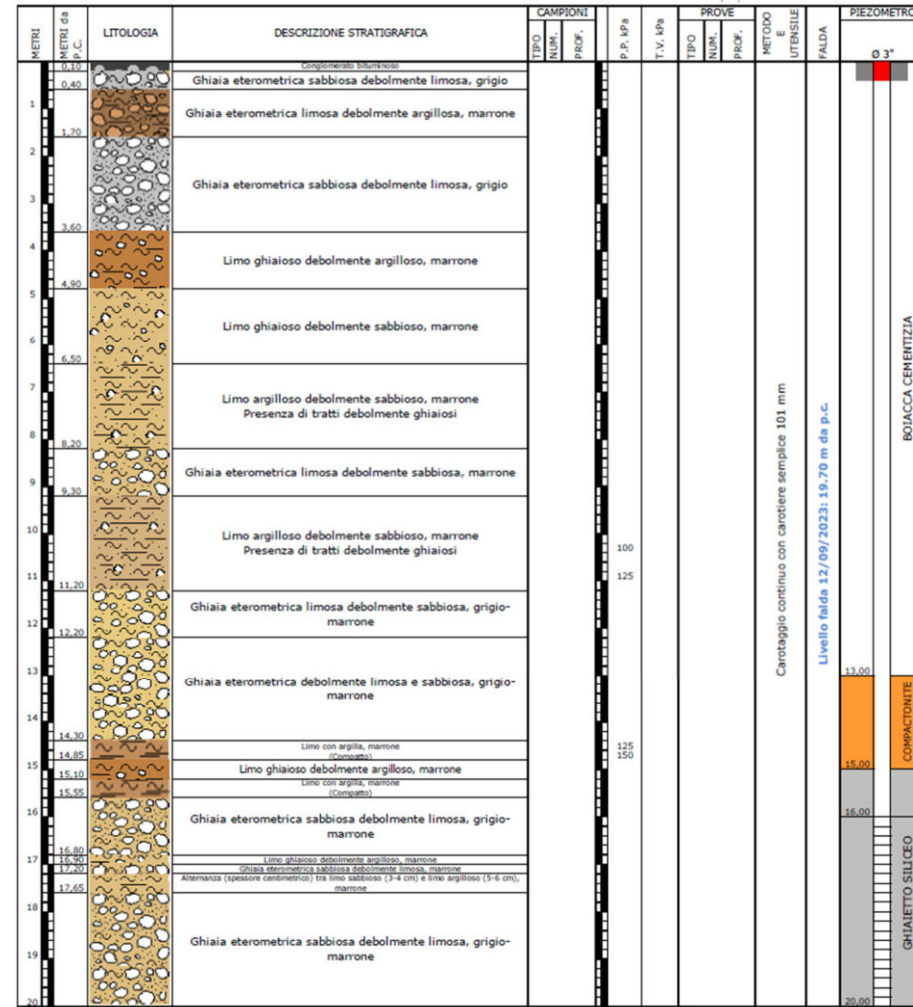 CAMPIONI
PROVE
PIEZOMETRO
METRI
METRI da P.C.
LITOLOGIA
DESCRIZIONE STRATIGRAFICA
TIPO
NUM.
PROF.
P.P. kPa
T.V. kPa
TIPO
NUM.
PROF.
METODO
E
UTENSILE
FALDA
Ø 3"
0,10
Conglomerato bituminoso
0,40
Ghiaia eterometrica sabbiosa debolmente limosa, grigio
1
Ghiaia eterometrica limosa debolmente argillosa, marrone
1,70
2
Ghiaia eterometrica sabbiosa debolmente limosa, grigio
3
3,60
4
Limo ghiaioso debolmente argilloso, marrone
4,90
5
Limo ghiaioso debolmente sabbioso, marrone
6
6,50
7
Limo argilloso debolmente sabbioso, marrone
Presenza di tratti debolmente ghiaiosi
8
8,20
Ghiaia eterometrica limosa debolmente sabbiosa, marrone
9
9,30
10
Limo argilloso debolmente sabbioso, marrone
Presenza di tratti debolmente ghiaiosi
100
11
125
11,20
Ghiaia eterometrica limosa debolmente sabbiosa, grigio-
marrone
12
12,20
13
Ghiaia eterometrica debolmente limosa e sabbiosa, grigio-
marrone
14
14,30
Limo con argilla, marrone
(Compatto)
125
150
14,85
15
Limo ghiaioso debolmente argilloso, marrone
15,10
Limo con argilla, marrone
(Compatto)
15,55
16
Ghiaia eterometrica sabbiosa debolmente limosa, grigio-
marrone
16,80
17
16,90
Limo ghiaioso debolmente argilloso, marrone
17,20
Ghiaia eterometrica sabbiosa debolmente limosa, marrone
Alternanza (spessore centimetrico) tra limo sabbioso (3-4 cm) e limo argilloso (5-6 cm),
marrone
17,65
18
Ghiaia eterometrica sabbiosa debolmente limosa, grigio-
marrone
19
20
Carotaggio continuo con carotiere semplice 101 mm
Livello falda 12/09/2023: 19.70 m da p.c.
BOIACCA CEMENTIZIA
13,00
COMPACTONITE
15,00
16,00
GHIAIETTO SILICEO
20,00